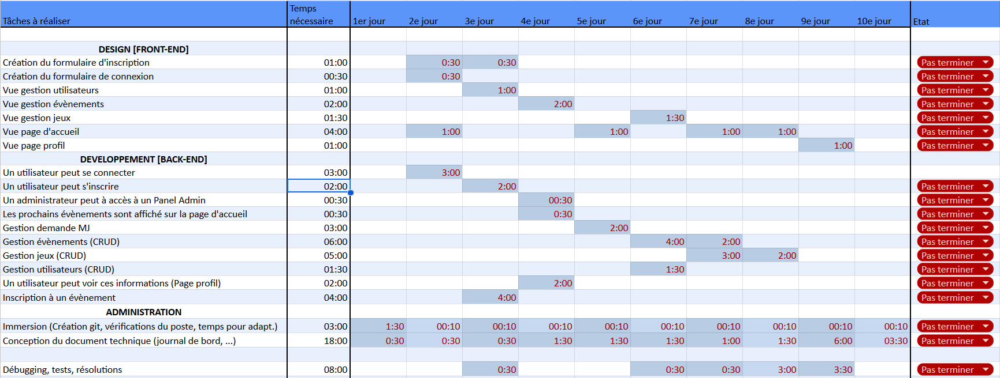 Tâches à réaliser Temps nécessaire 1er jour 2e jour 3e jour 4e jour 5e jour 6e jour 7e jour 8e jour 9e jour 10e jour Etat
DESIGN [FRONT-END]
Création du formulaire d'inscription 01:00 0:30 0:30 Pas terminer
Création du formulaire de connexion 00:30 0:30 Pas terminer
Vue gestion utilisateurs 01:00 1:00 Pas terminer
Vue gestion évènements 02:00 2:00 Pas terminer
Vue gestion jeux 01:30 1:30 Pas terminer
Vue page d'accueil 04:00 1:00 1:00 1:00 1:00 Pas terminer
Vue page profil 01:00 1:00 Pas terminer
DEVELOPPEMENT [BACK-END]
Un utilisateur peut se connecter 03:00 3:00
Un utilisateur peut s'inscrire 02:00 2:00 Pas terminer
Un administrateur peut à accès à un Panel Admin 00:30 00:30 Pas terminer
Les prochains évènements sont affiché sur la page d'accueil 00:30 0:30 Pas terminer
Gestion demande MJ 03:00 2:00 Pas terminer
Gestion évènements (CRUD) 06:00 4:00 2:00 Pas terminer
Gestion jeux (CRUD) 05:00 3:00 2:00 Pas terminer
Gestion utilisateurs (CRUD) 01:30 1:30 Pas terminer
Un utilisateur peut voir ces informations (Page profil) 02:00 2:00 Pas terminer
Inscription à un évènement 04:00 4:00 Pas terminer
ADMINISTRATION
Immersion (Création git, vérifications du poste, temps pour adapt.) 03:00 1:30 00:10 00:10 00:10 00:10 00:10 00:10 00:10 00:10 00:10 Pas terminer
Conception du document technique (journal de bord, ...) 18:00 0:30 0:30 0:30 1:30 1:30 1:30 1:00 1:30 6:00 03:30 Pas terminer
Débugging, tests, résolutions 08:00 0:30 0:30 0:30 3:00 3:30 Pas terminer